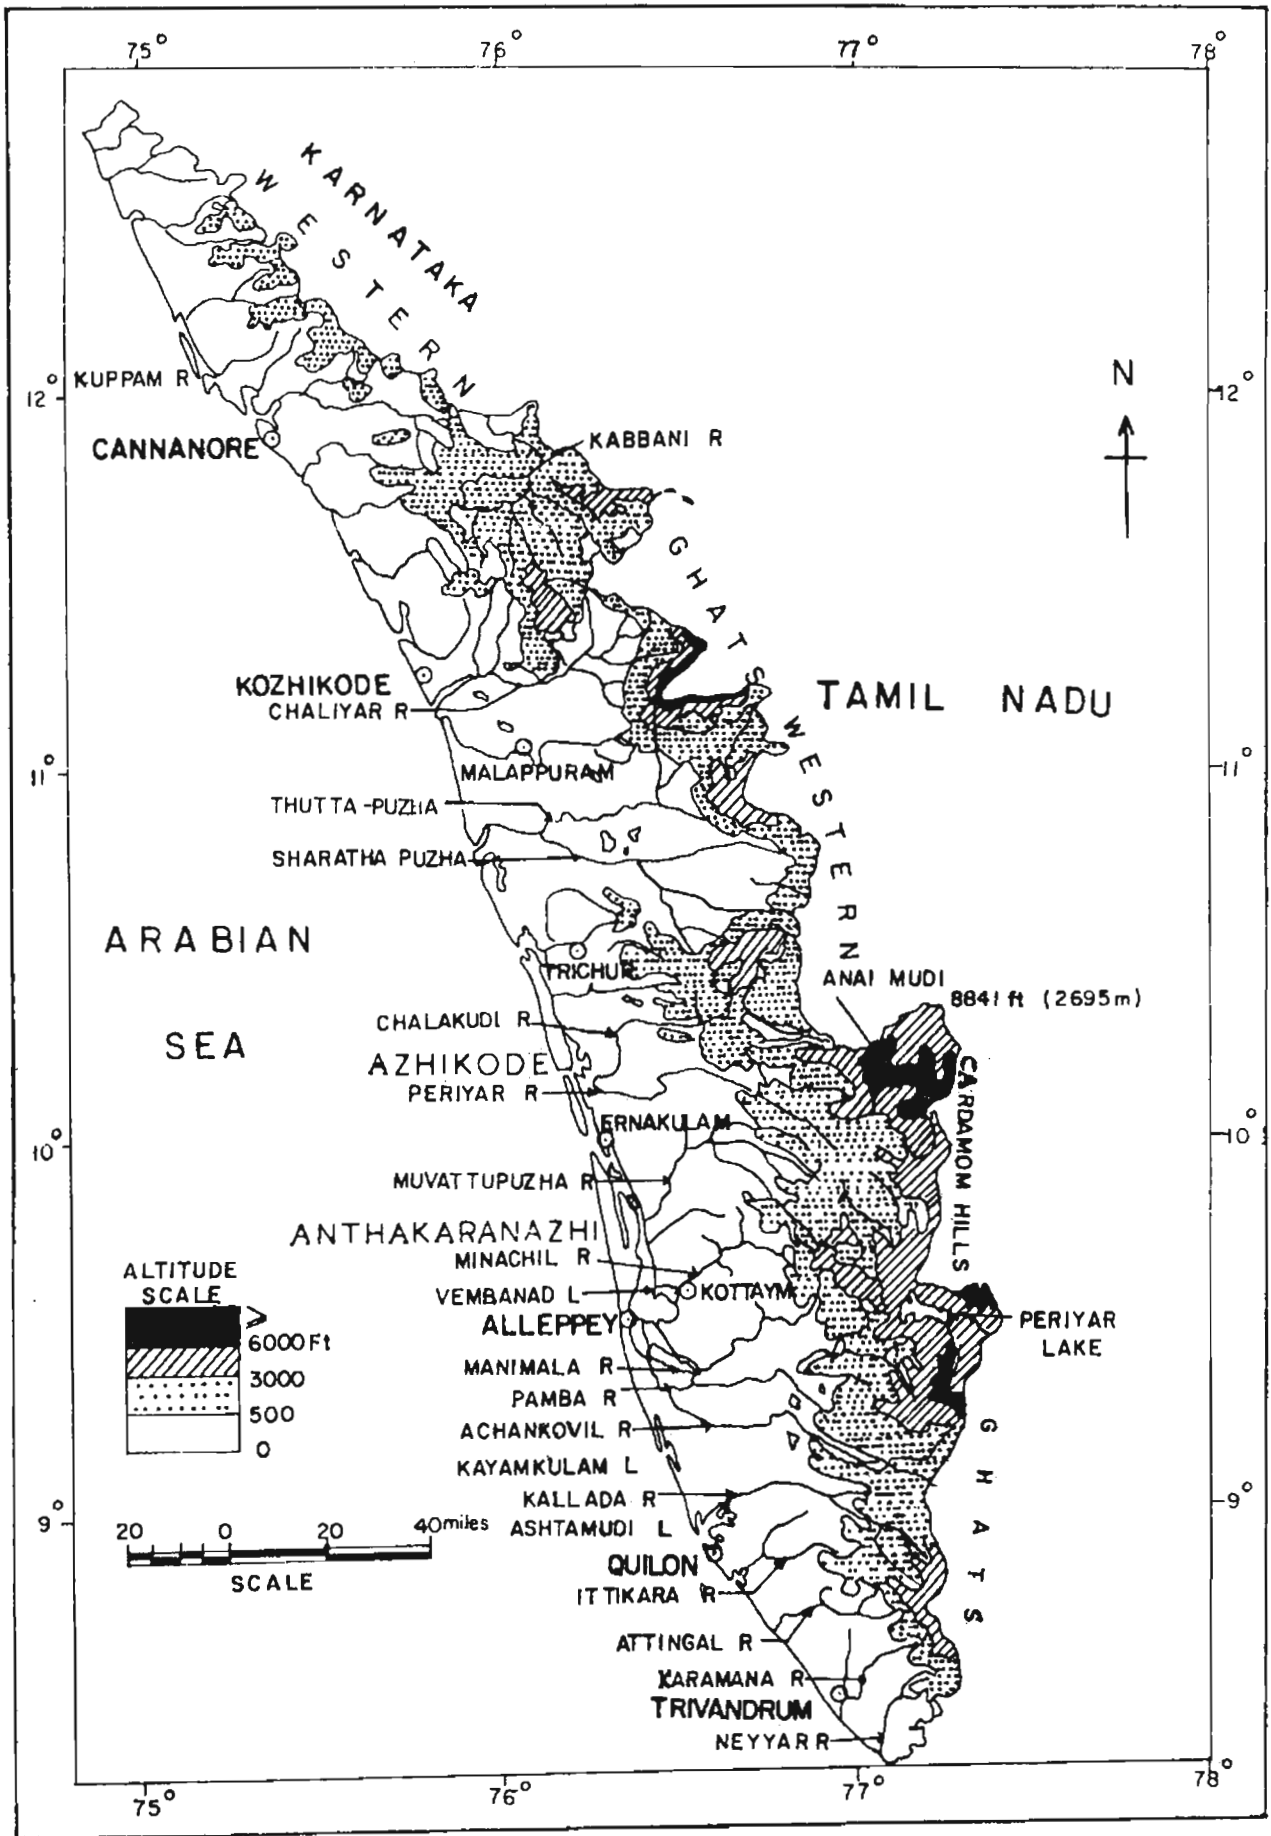 75° 76° 77° 78°
KARNATAKA
WESTERN
KUPPAM R
12° 12°
N
CANNANORE
KABBANI R
GHATS
KOZHIKODE
CHALIYAR R
TAMIL NADU
WESTERN
11° 11°
MALAPPURAM
THUTTA-PUZHA
SHARATHA PUZHA
ARABIAN
SEA
TRICHUR
ANAI MUDI
8841 ft (2695m)
CHALAKUDI R
AZHIKODE
PERIYAR R
CARDAMOM HILLS
ERNAKULAM
10° 10°
MUVATTUPUZHA R
ANTHAKARANAZHI
MINACHIL R
VEMBANAD L
KOTTAYM
ALLEPPEY
PERIYAR
LAKE
ALTITUDE
SCALE
>
6000 Ft
3000
500
0
MANIMALA R
PAMBA R
ACHANKOVIL R
KAYAMKULAM L
GHATS
KALLADA R
9° 9°
ASHTAMUDI L
20 0 20 40 miles
SCALE
QUILON
ITTIKARA R
ATTINGAL R
KARAMANA R
TRIVANDRUM
NEYYAR R
75° 76° 77° 78°